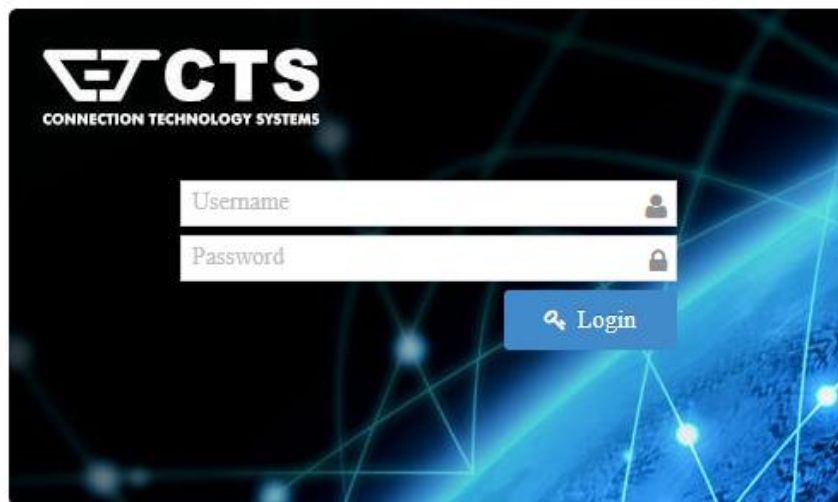 CTS
CONNECTION TECHNOLOGY SYSTEMS
Username
Password
Login